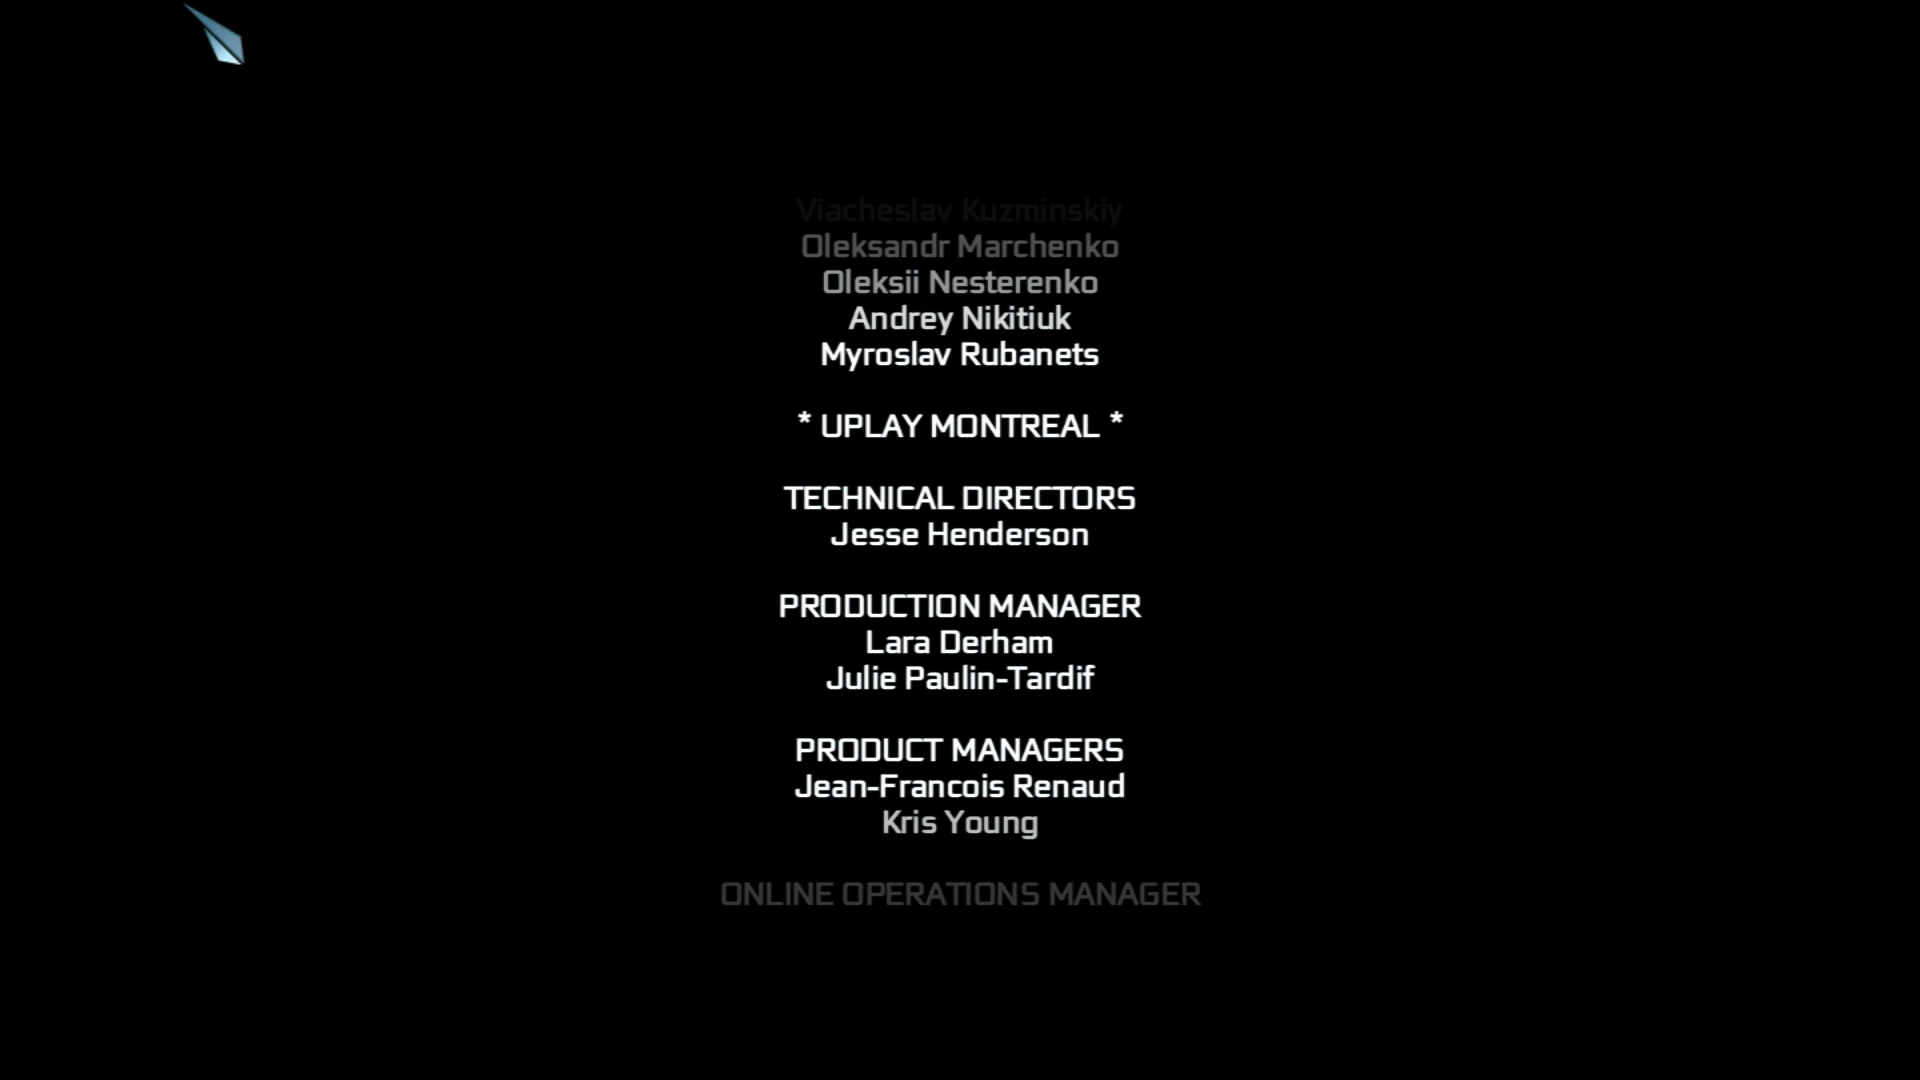 Viacheslav Kuzminskiy
Oleksandr Marchenko
Oleksii Nesterenko
Andrey Nikitiuk
Myroslav Rubanets
* UPLAY MONTREAL *
TECHNICAL DIRECTORS
Jesse Henderson
PRODUCTION MANAGER
Lara Derham
Julie Paulin-Tardif
PRODUCT MANAGERS
Jean-Francois Renaud
Kris Young
ONLINE OPERATIONS MANAGER